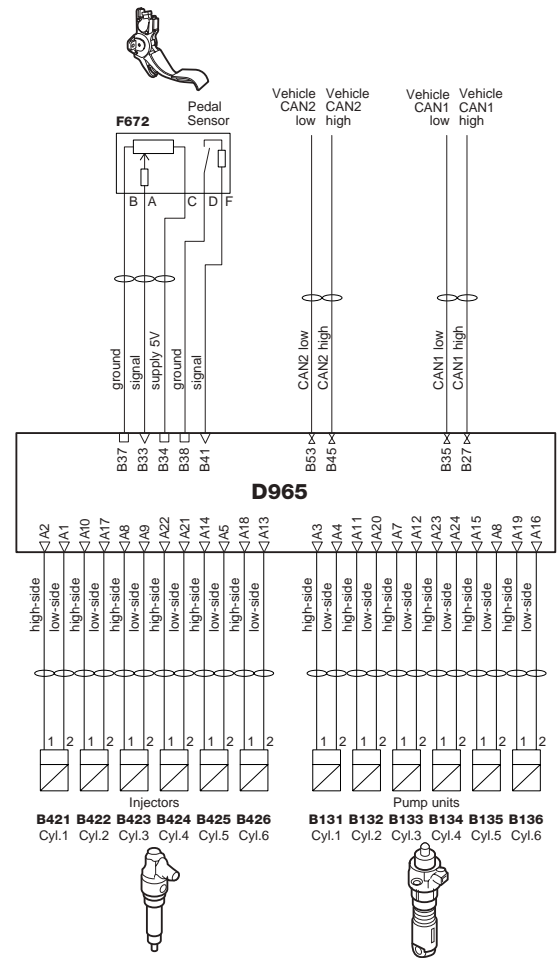 Pedal
Sensor
F672
B A C D F
Vehicle CAN2 low
Vehicle CAN2 high
Vehicle CAN1 low
Vehicle CAN1 high
ground
signal
supply 5V
ground
signal
CAN2 low
CAN2 high
CAN1 low
CAN1 high
B37 B33 B34 B38 B41 B53 B45 B35 B27
D965
A2 A1 A10 A17 A8 A9 A22 A21 A14 A5 A18 A13 A3 A4 A11 A20 A7 A12 A23 A24 A15 A8 A19 A16
high-side low-side high-side low-side high-side low-side high-side low-side high-side low-side high-side low-side high-side low-side high-side low-side high-side low-side high-side low-side high-side low-side high-side low-side
1 2 1 2 1 2 1 2 1 2 1 2 1 2 1 2 1 2 1 2 1 2 1 2
Injectors Pump units
B421 B422 B423 B424 B425 B426 B131 B132 B133 B134 B135 B136
Cyl.1 Cyl.2 Cyl.3 Cyl.4 Cyl.5 Cyl.6 Cyl.1 Cyl.2 Cyl.3 Cyl.4 Cyl.5 Cyl.6